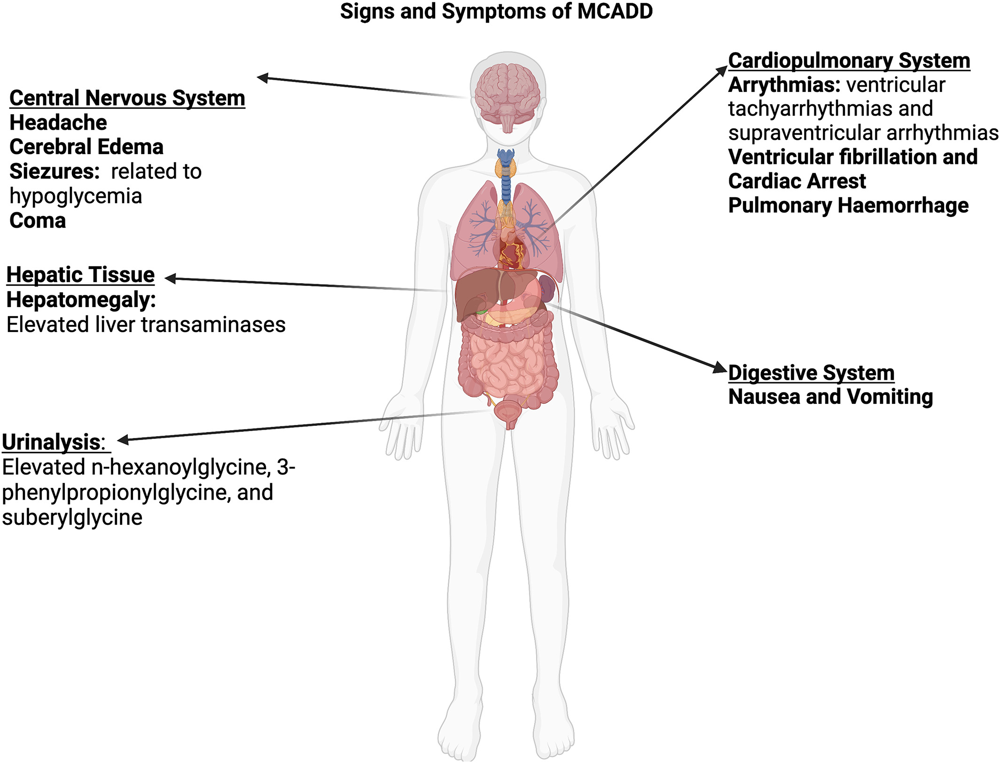 Signs and Symptoms of MCADD
Central Nervous System
Headache
Cerebral Edema
Siezures: related to
hypoglycemia
Coma
Hepatic Tissue
Hepatomegaly:
Elevated liver transaminases
Urinalysis:
Elevated n-hexanoylglycine, 3-
phenylpropionylglycine, and
suberylglycine
Cardiopulmonary System
Arrythmias: ventricular
tachyarrhythmias and
supraventricular arrhythmias
Ventricular fibrillation and
Cardiac Arrest
Pulmonary Haemorrhage
Digestive System
Nausea and Vomiting